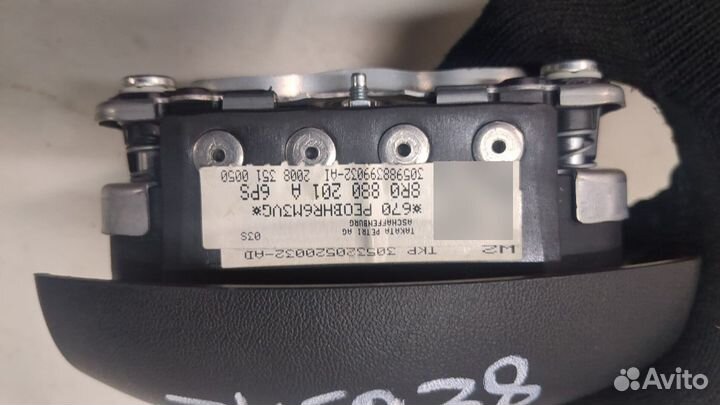 W2 TKP 305320520032-AD
TAKATA PETRI AG 03S
ASCHAFFENBURG
*670 PEOBHR6M3VG*
8R0 880 201 A 6PS
305988399032-AI 2008 351 0050
Avito